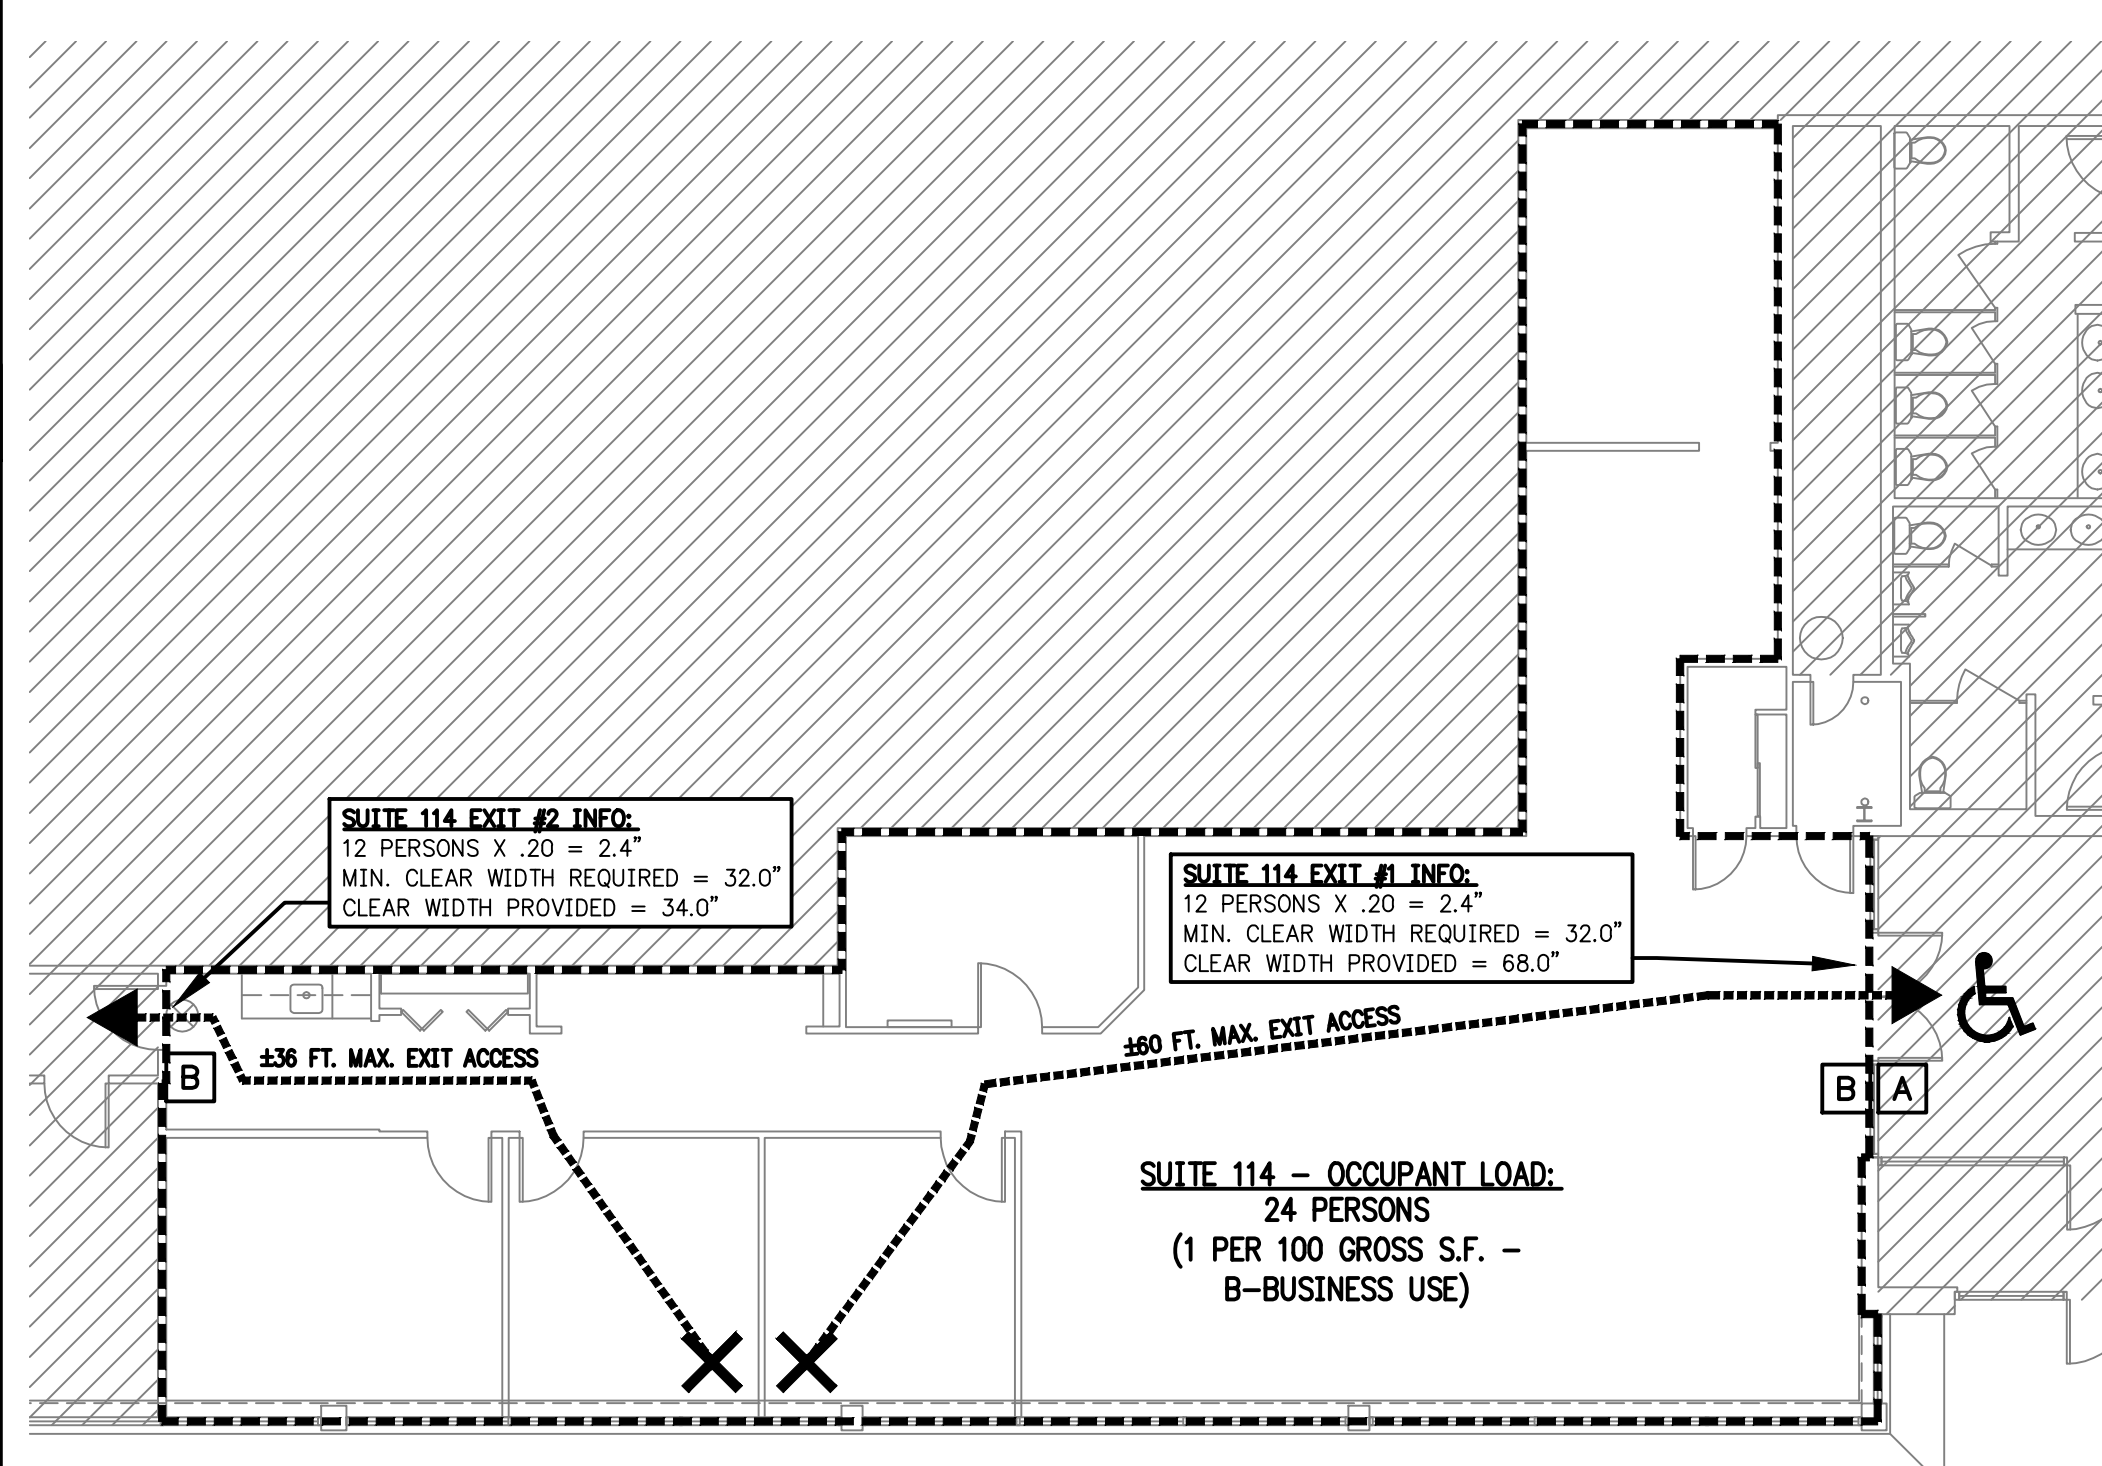 SUITE 114 EXIT #2 INFO:
12 PERSONS X .20 = 2.4”
MIN. CLEAR WIDTH REQUIRED = 32.0”
CLEAR WIDTH PROVIDED = 34.0”
SUITE 114 EXIT #1 INFO:
12 PERSONS X .20 = 2.4”
MIN. CLEAR WIDTH REQUIRED = 32.0”
CLEAR WIDTH PROVIDED = 68.0”
±36 FT. MAX. EXIT ACCESS
±60 FT. MAX. EXIT ACCESS
B
B
A
SUITE 114 – OCCUPANT LOAD:
24 PERSONS
(1 PER 100 GROSS S.F. –
B–BUSINESS USE)